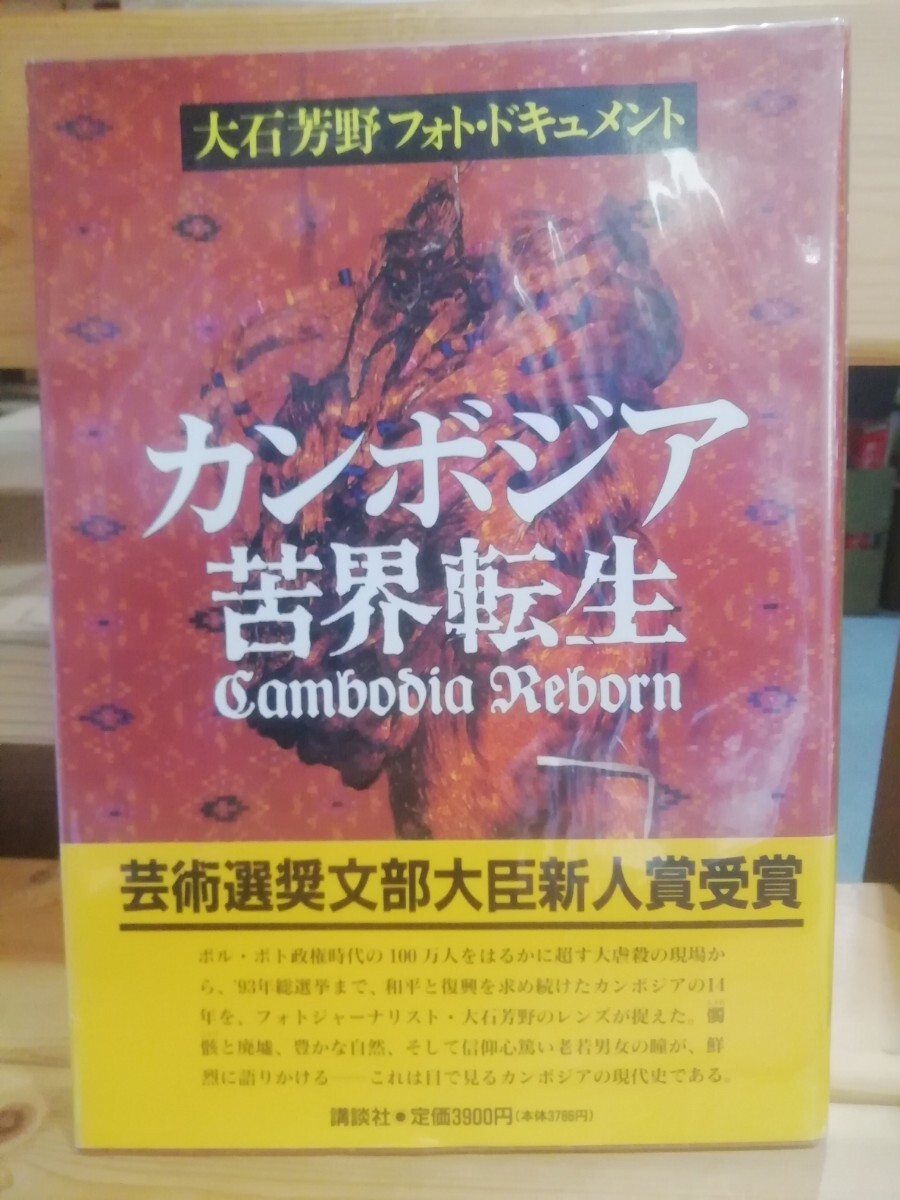 大石芳野フォト・ドキュメント
カンボジア
苦界転生
Cambodia Reborn
芸術選奨文部大臣新人賞受賞
ポル・ポト政権時代の100万人をはるかに超す大虐殺の現場か
ら、'93年総選挙まで、和平と復興を求め続けたカンボジアの14
年を、フォトジャーナリスト・大石芳野のレンズが捉えた。髑
骸と廃墟、豊かな自然、そして信仰心篤い老若男女の瞳が、鮮
烈に語りかける——これは目で見るカンボジアの現代史である。
講談社●定価3900円(本体3786円)